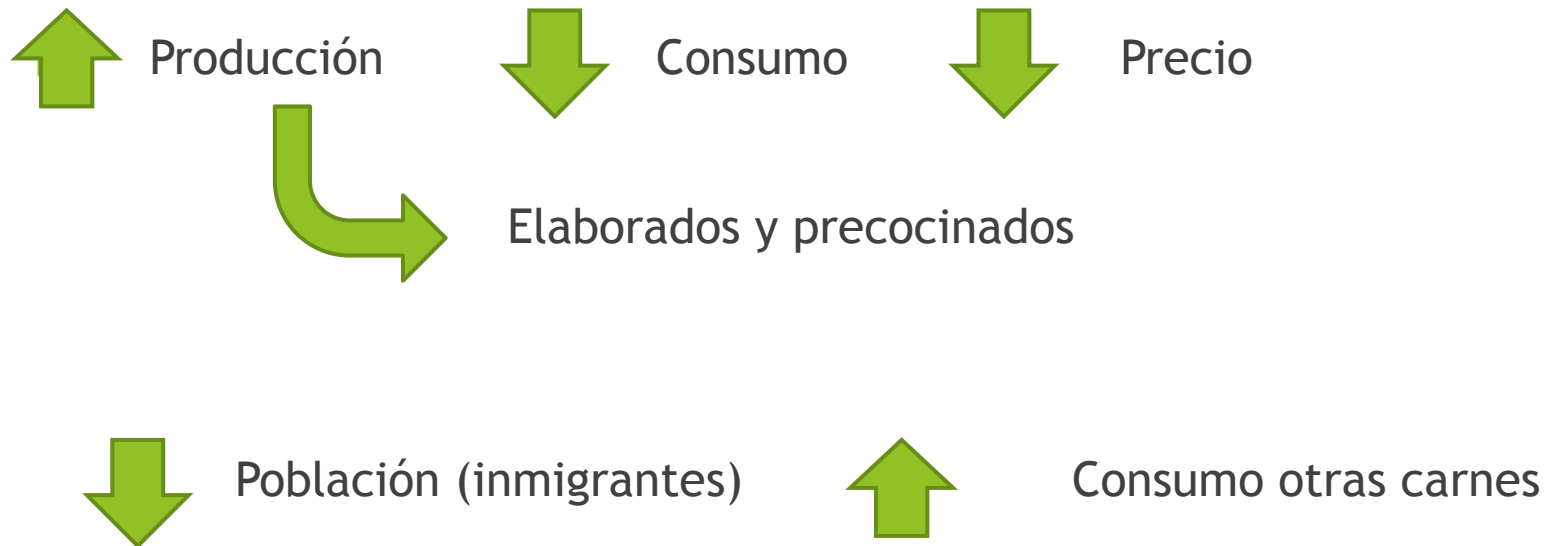 Producción Consumo Precio
Elaborados y precocinados
Población (inmigrantes) Consumo otras carnes